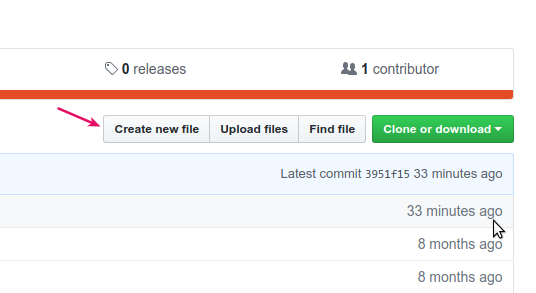 0 releases 1 contributor
Create new file Upload files Find file Clone or download
Latest commit 3951f15 33 minutes ago
33 minutes ago
8 months ago
8 months ago